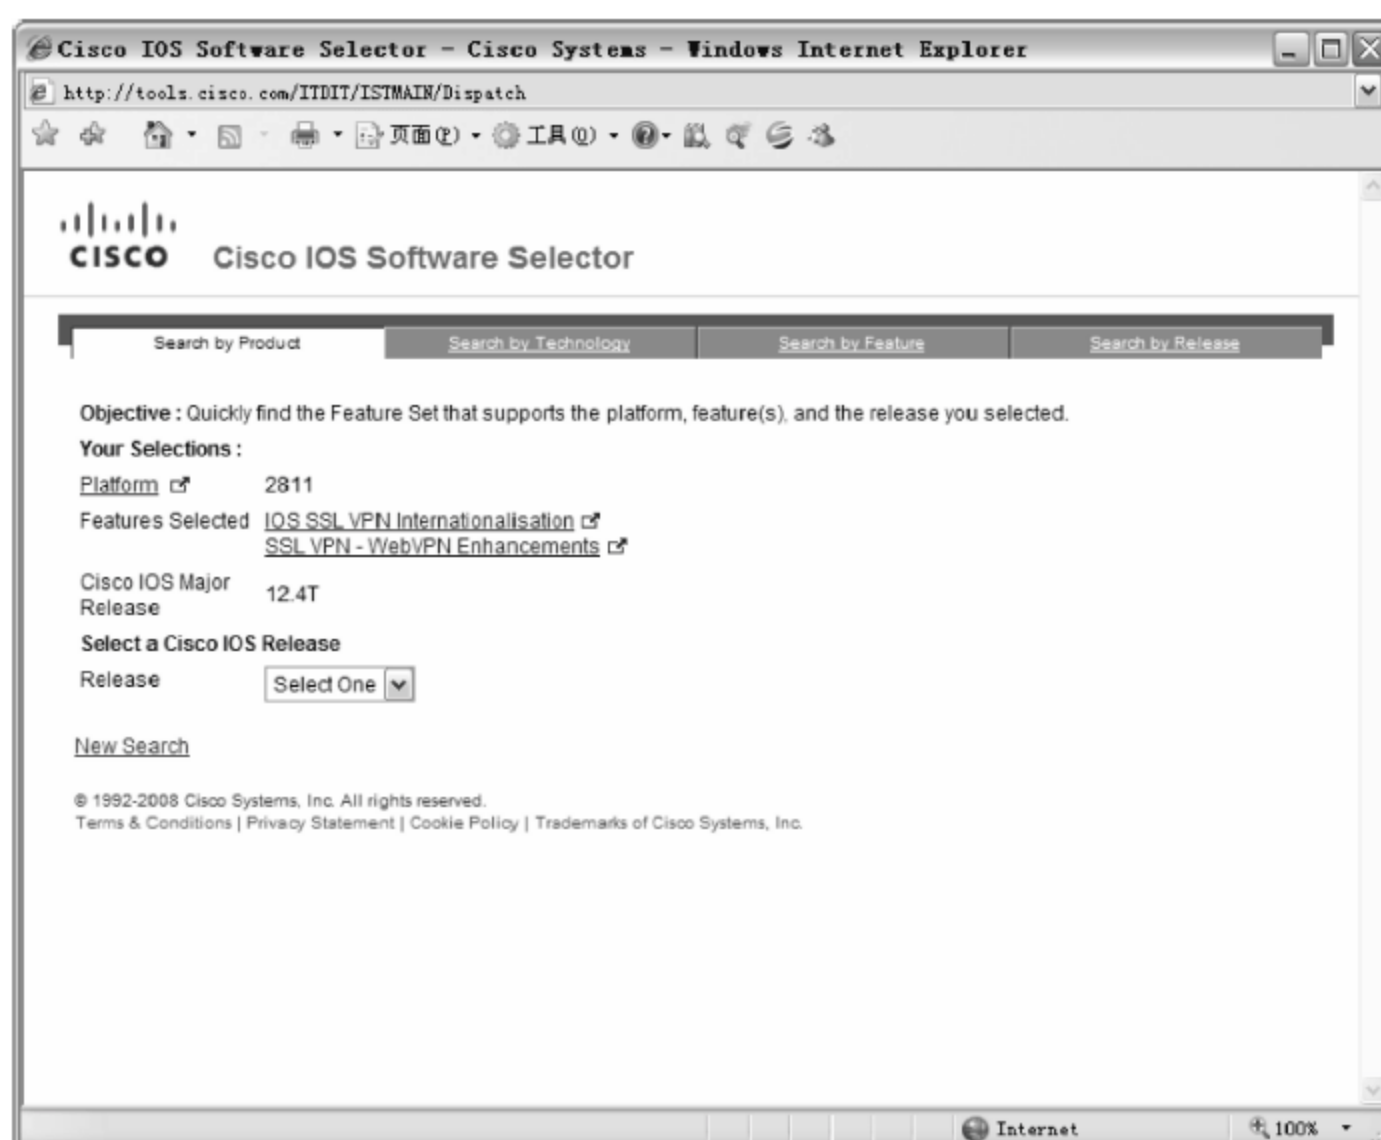 Cisco IOS Software Selector - Cisco Systems - Windows Internet Explorer
http://tools.cisco.com/ITDIT/ISTMAIN/Dispatch
页面(P) 工具(O)
CISCO Cisco IOS Software Selector
Search by Product Search by Technology Search by Feature Search by Release
Objective : Quickly find the Feature Set that supports the platform, feature(s), and the release you selected.
Your Selections :
Platform 2811
Features Selected IOS SSL VPN Internationalisation
SSL VPN - WebVPN Enhancements
Cisco IOS Major
Release 12.4T
Select a Cisco IOS Release
Release Select One
New Search
© 1992-2008 Cisco Systems, Inc. All rights reserved.
Terms & Conditions | Privacy Statement | Cookie Policy | Trademarks of Cisco Systems, Inc.
Internet 100%